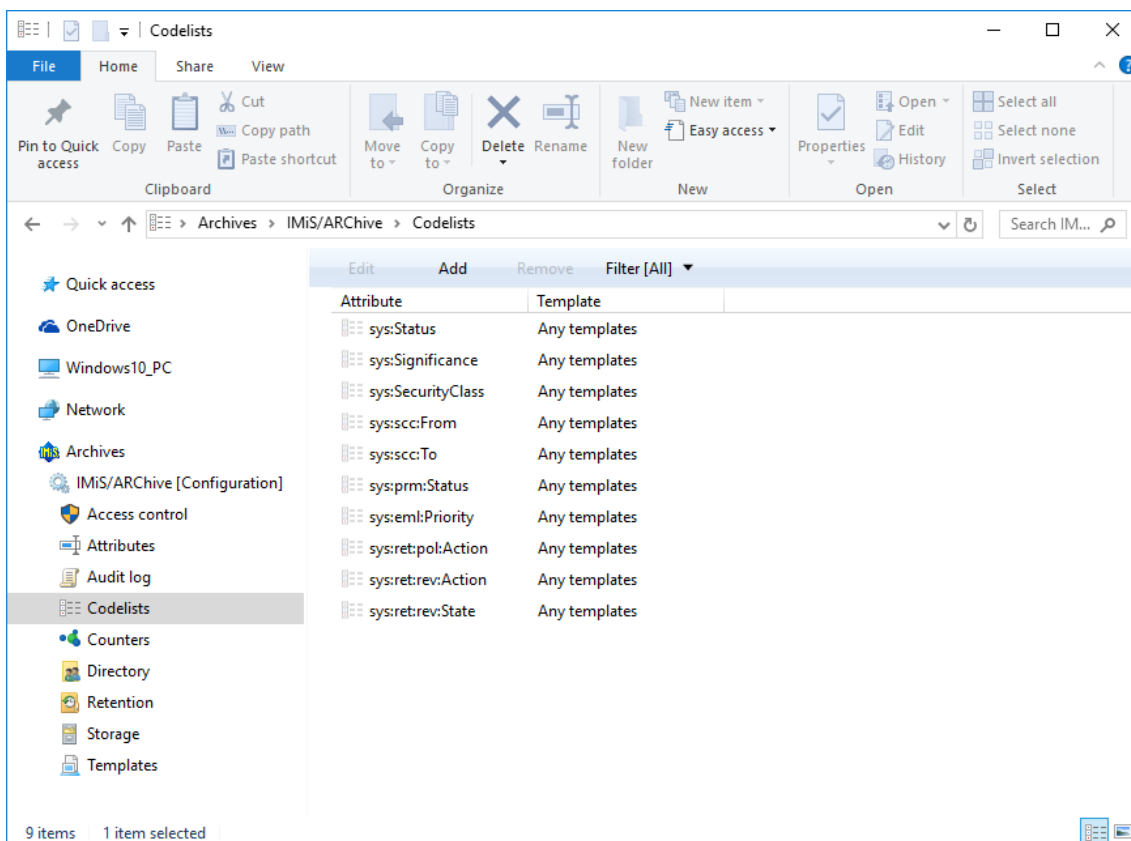 Codelists
File Home Share View
Pin to Quick access Copy Paste Cut Copy path Paste shortcut
Move to Copy to Delete Rename New folder New item Easy access
Properties Open Edit History Select all Select none Invert selection
Clipboard Organize New Open Select
Archives IMiS/ARChive Codelists Search IM...
Edit Add Remove Filter [All]
Attribute Template
sys:Status Any templates
sys:Significance Any templates
sys:SecurityClass Any templates
sys:scc:From Any templates
sys:scc:To Any templates
sys:prm:Status Any templates
sys:eml:Priority Any templates
sys:ret:pol:Action Any templates
sys:ret:rev:Action Any templates
sys:ret:rev:State Any templates
Quick access
OneDrive
Windows10_PC
Network
Archives
IMiS/ARChive [Configuration]
Access control
Attributes
Audit log
Codelists
Counters
Directory
Retention
Storage
Templates
9 items 1 item selected